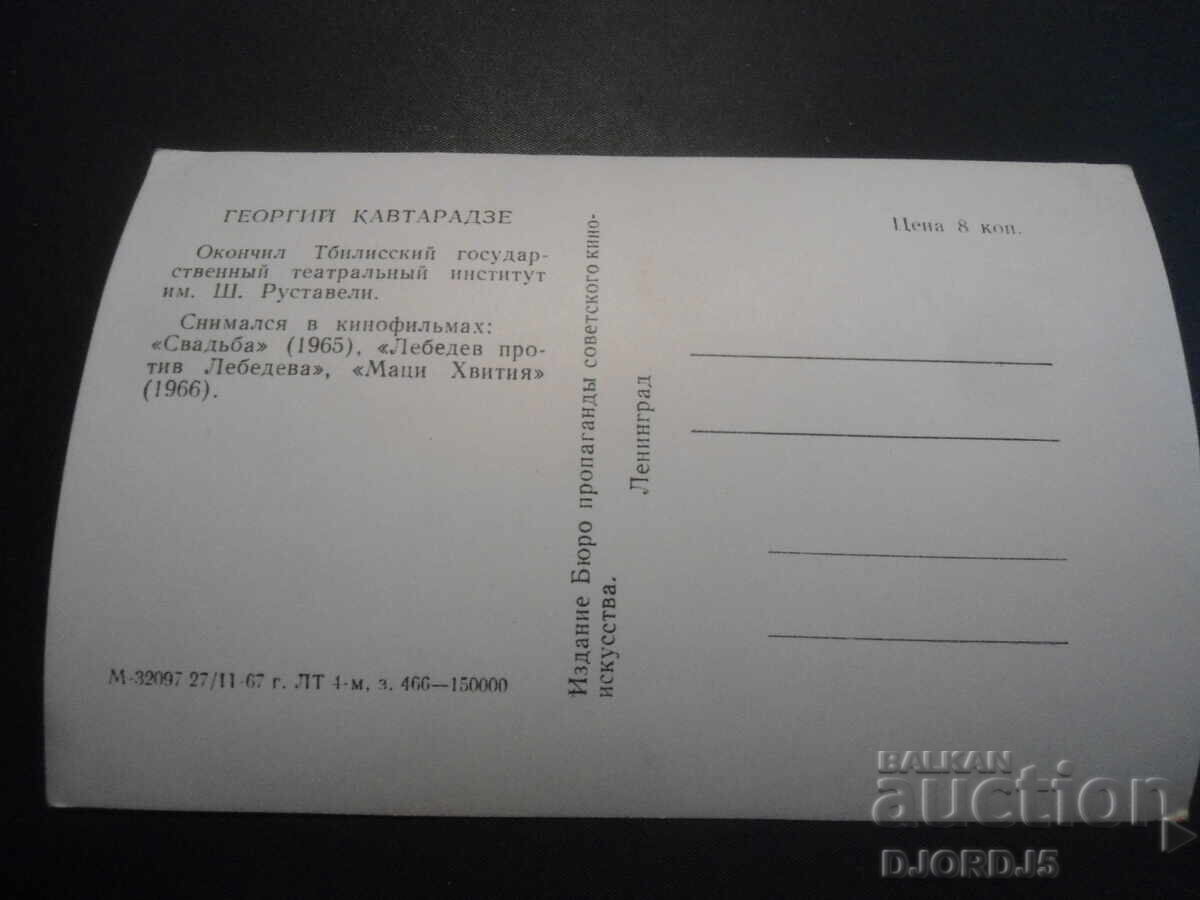 ГЕОРГИЙ КАВТАРАДЗЕ
Окончил Тбилисский государ-
ственный театральный институт
им. Ш. Руставели.
Снимался в кинофильмах:
«Свадьба» (1965), «Лебедев про-
тив Лебедева», «Маци Хвития»
(1966).
М-32097 27/II-67 г. ЛТ 4-м, з. 466—150000
Издание Бюро пропаганды советского кино-
искусства.
Ленинград
Цена 8 коп.
BALKAN
auction
DJORDJ5